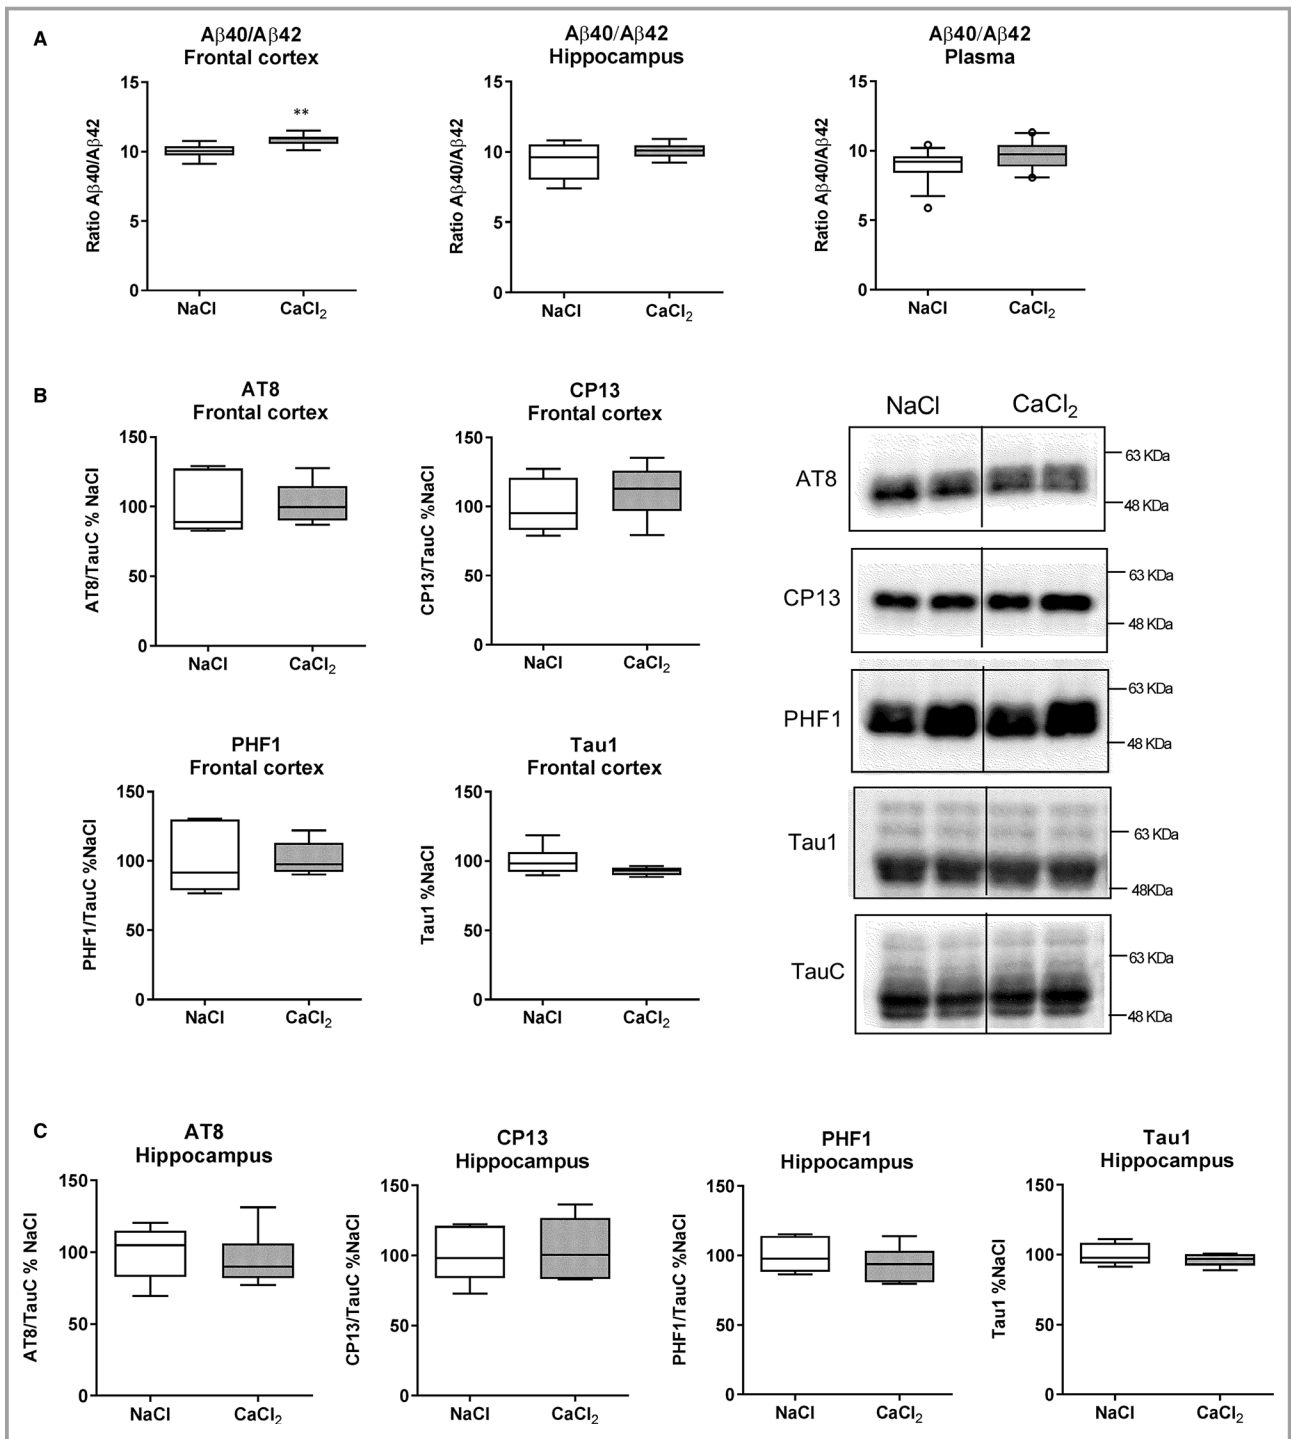 A
Aβ40/Aβ42
Frontal cortex
Ratio Aβ40/Aβ42
15
10
5
0
**
NaCl
CaCl₂
Aβ40/Aβ42
Hippocampus
Ratio Aβ40/Aβ42
15
10
5
0
NaCl
CaCl₂
Aβ40/Aβ42
Plasma
Ratio Aβ40/Aβ42
15
10
5
0
NaCl
CaCl₂
B
AT8
Frontal cortex
AT8/TauC % NaCl
150
100
50
0
NaCl
CaCl₂
CP13
Frontal cortex
CP13/TauC %NaCl
150
100
50
0
NaCl
CaCl₂
PHF1
Frontal cortex
PHF1/TauC %NaCl
150
100
50
0
NaCl
CaCl₂
Tau1
Frontal cortex
Tau1 %NaCl
150
100
50
0
NaCl
CaCl₂
NaCl
CaCl₂
AT8
63 KDa
48 KDa
CP13
63 KDa
48 KDa
PHF1
63 KDa
48 KDa
Tau1
63 KDa
48KDa
TauC
63 KDa
48 KDa
C
AT8
Hippocampus
AT8/TauC % NaCl
150
100
50
0
NaCl
CaCl₂
CP13
Hippocampus
CP13/TauC %NaCl
150
100
50
0
NaCl
CaCl₂
PHF1
Hippocampus
PHF1/TauC %NaCl
150
100
50
0
NaCl
CaCl₂
Tau1
Hippocampus
Tau1 %NaCl
150
100
50
0
NaCl
CaCl₂